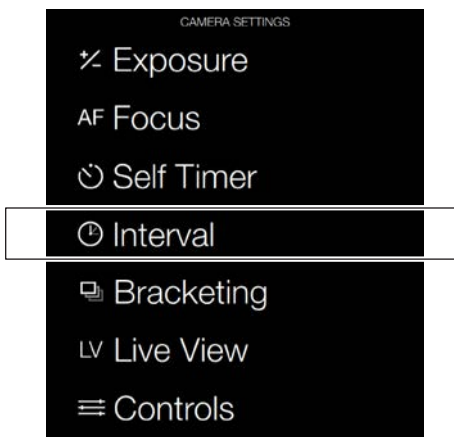 CAMERA SETTINGS
+/- Exposure
AF Focus
Self Timer
Interval
Bracketing
LV Live View
Controls